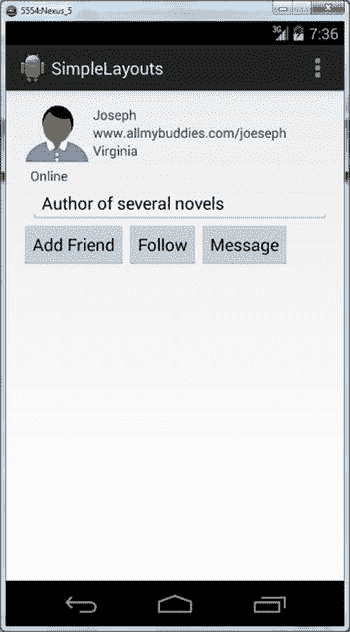 5554:Nexus_5
3G 7:36
SimpleLayouts
Joseph
www.allmybuddies.com/joeseph
Virginia
Online
Author of several novels
Add Friend Follow Message